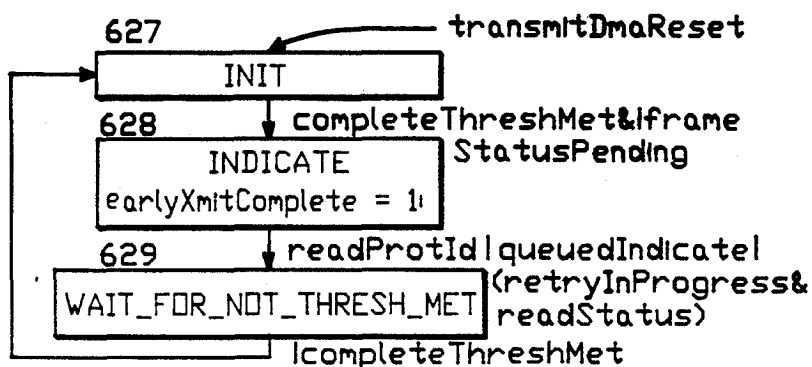 627
transmitDmaReset
INIT
628
completeThreshMet&!frame
StatusPending
INDICATE
earlyXmitComplete = 1;
629
readProtId|queuedIndicate|
(retryInProgress&
readStatus)
WAIT_FOR_NOT_THRESH_MET
!completeThreshMet